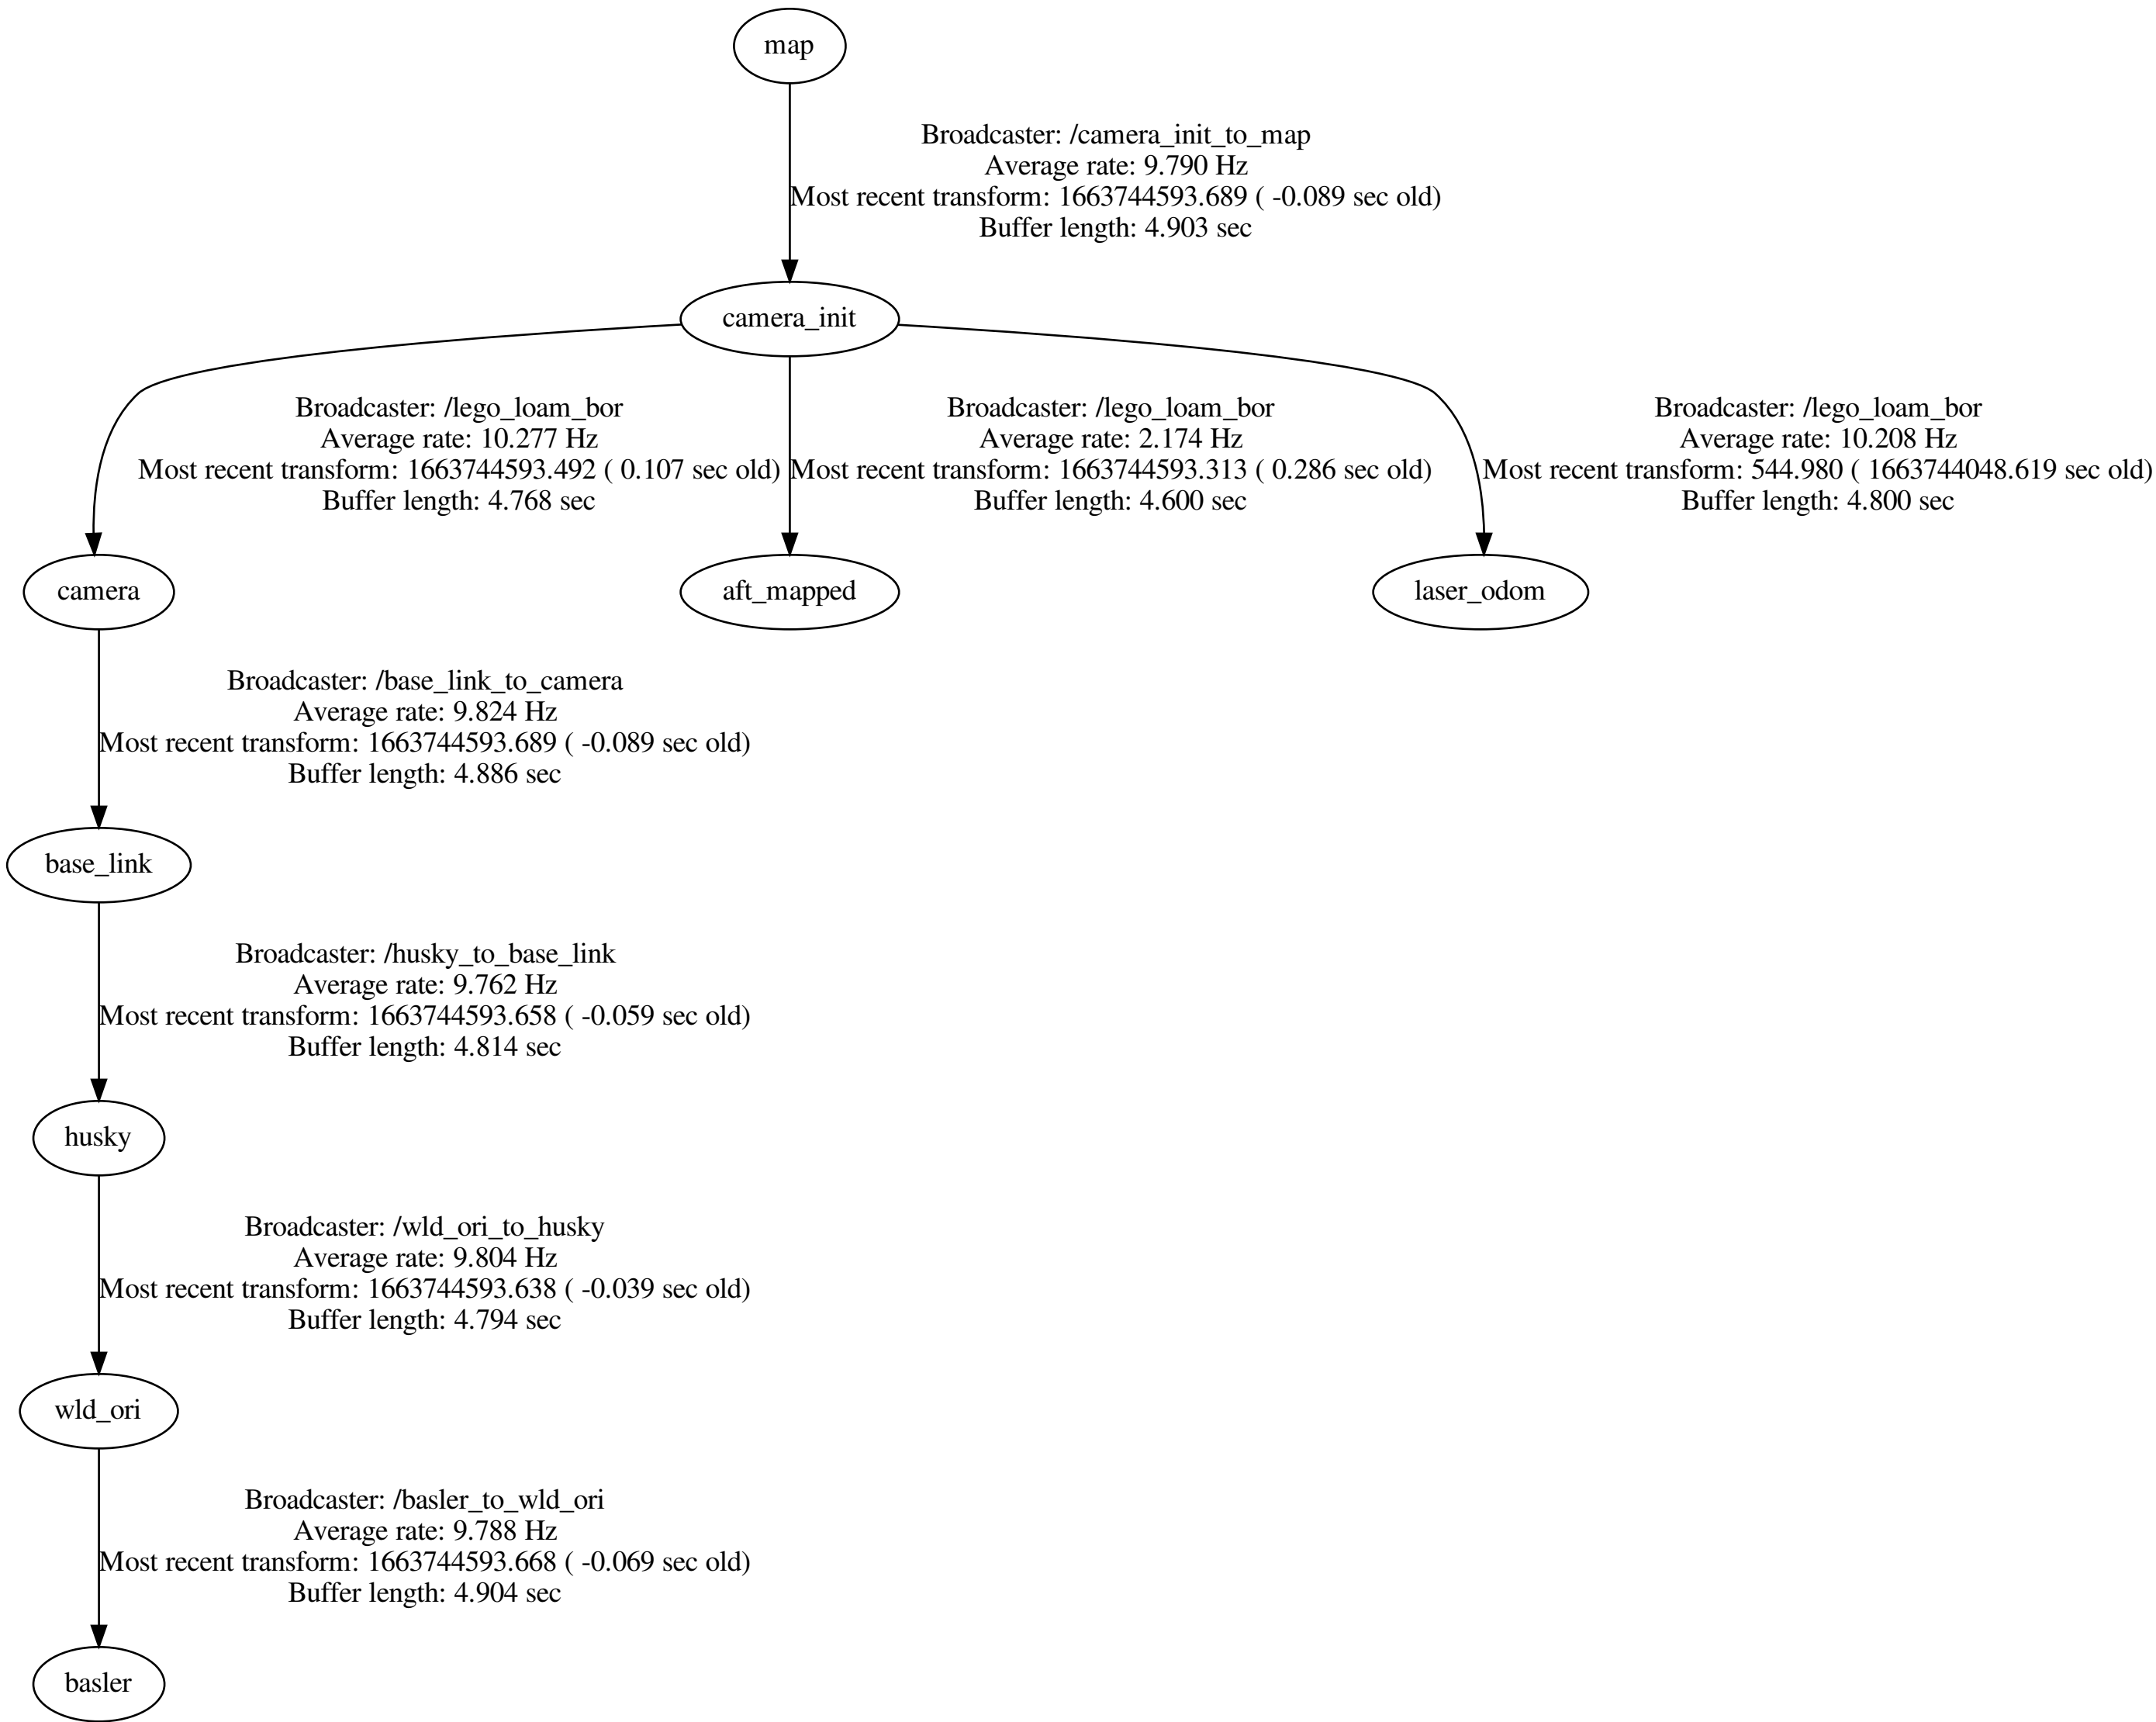 map
Broadcaster: /camera_init_to_map
Average rate: 9.790 Hz
Most recent transform: 1663744593.689 ( -0.089 sec old)
Buffer length: 4.903 sec
camera_init
Broadcaster: /lego_loam_bor
Average rate: 10.277 Hz
Most recent transform: 1663744593.492 ( 0.107 sec old)
Buffer length: 4.768 sec
Broadcaster: /lego_loam_bor
Average rate: 2.174 Hz
Most recent transform: 1663744593.313 ( 0.286 sec old)
Buffer length: 4.600 sec
Broadcaster: /lego_loam_bor
Average rate: 10.208 Hz
Most recent transform: 544.980 ( 1663744048.619 sec old)
Buffer length: 4.800 sec
camera
aft_mapped
laser_odom
Broadcaster: /base_link_to_camera
Average rate: 9.824 Hz
Most recent transform: 1663744593.689 ( -0.089 sec old)
Buffer length: 4.886 sec
base_link
Broadcaster: /husky_to_base_link
Average rate: 9.762 Hz
Most recent transform: 1663744593.658 ( -0.059 sec old)
Buffer length: 4.814 sec
husky
Broadcaster: /wld_ori_to_husky
Average rate: 9.804 Hz
Most recent transform: 1663744593.638 ( -0.039 sec old)
Buffer length: 4.794 sec
wld_ori
Broadcaster: /basler_to_wld_ori
Average rate: 9.788 Hz
Most recent transform: 1663744593.668 ( -0.069 sec old)
Buffer length: 4.904 sec
basler